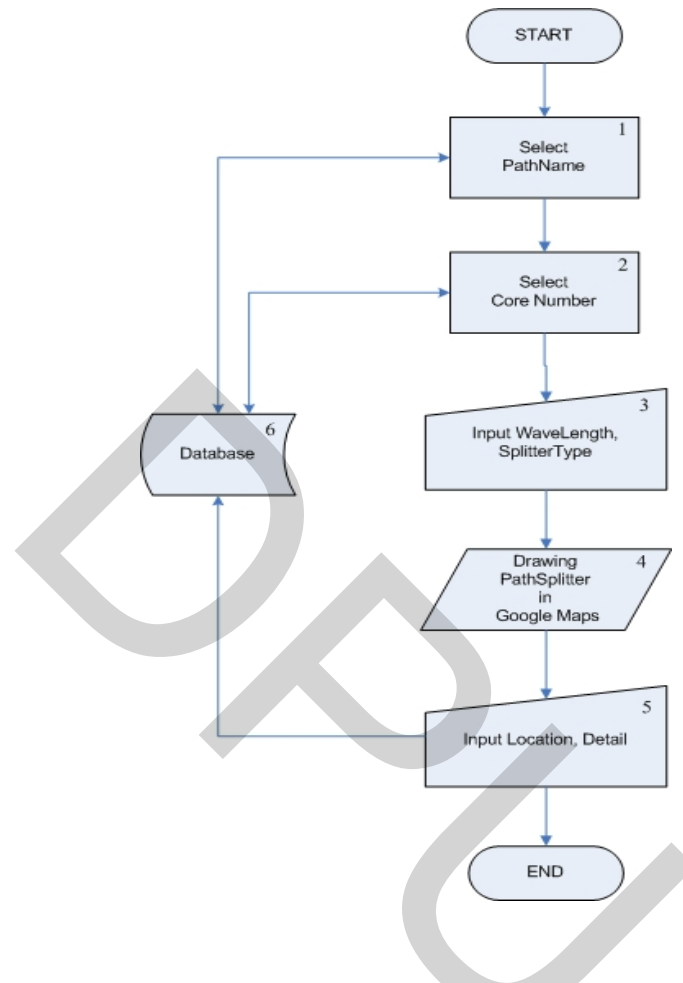 START
1
Select
PathName
2
Select
Core Number
3
Input WaveLength,
SplitterType
6
Database
4
Drawing
PathSplitter
in
Google Maps
5
Input Location, Detail
END
DPU